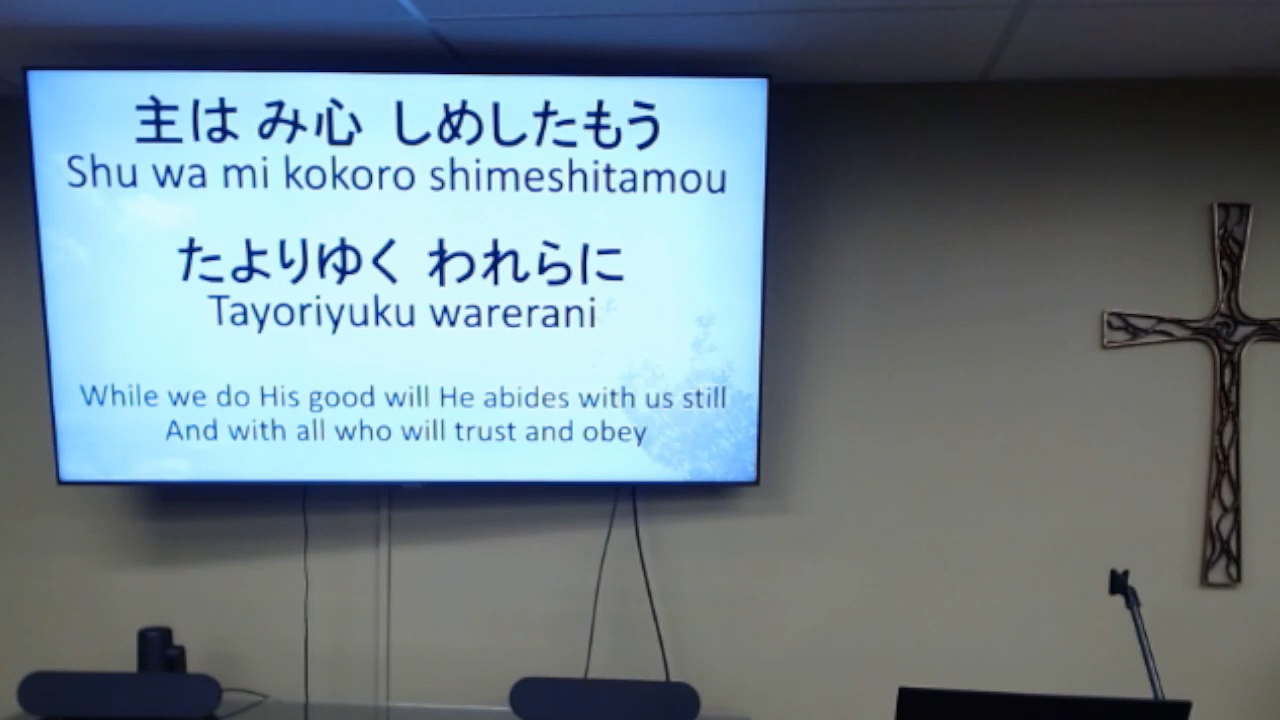 主は み心 しめしたもう
Shu wa mi kokoro shimeshitamou
たよりゆく われらに
Tayoriyuku warerani
While we do His good will He abides with us still
And with all who will trust and obey